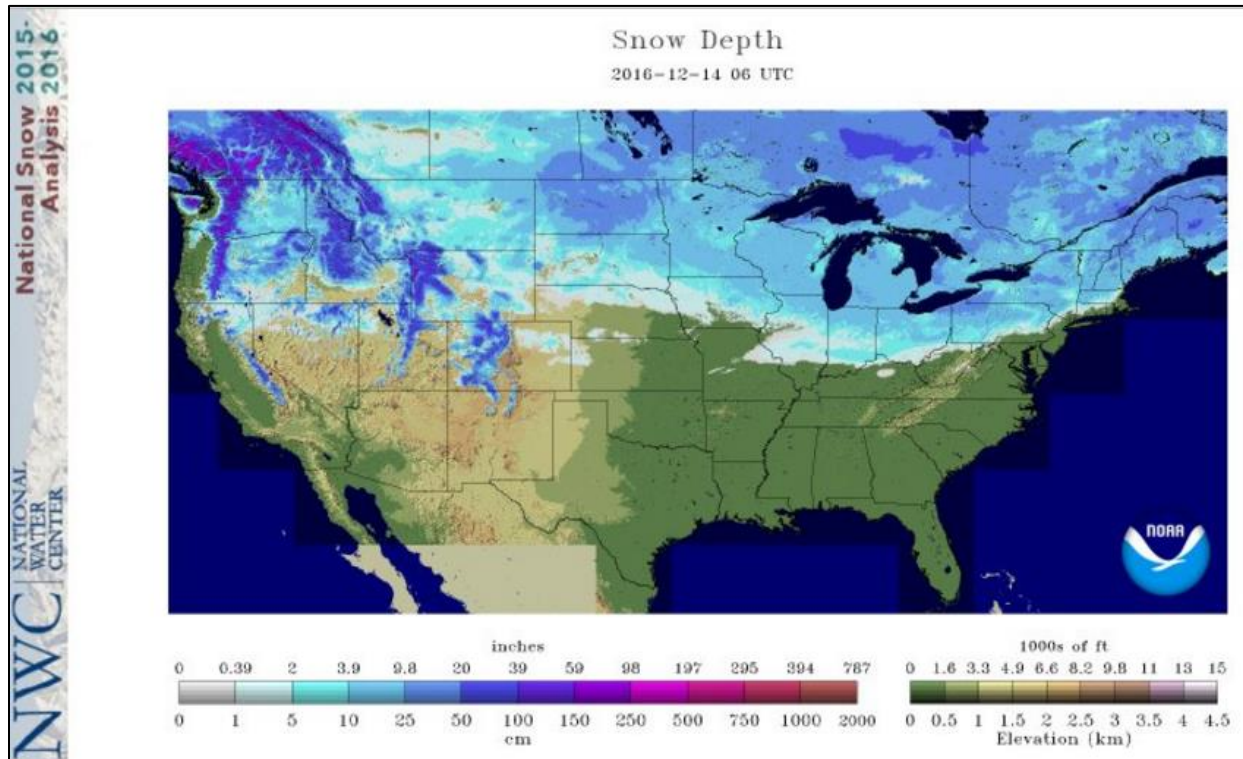 National Snow 2015-
Analysis 2016
NWC | NATIONAL
WATER
CENTER
Snow Depth
2016-12-14 06 UTC
NOAA
inches
0 0.39 2 3.9 9.8 20 39 59 98 197 295 394 787
0 1 5 10 25 50 100 150 250 500 750 1000 2000
cm
1000s of ft
0 1.6 3.3 4.9 6.6 8.2 9.8 11 13 15
0 0.5 1 1.5 2 2.5 3 3.5 4 4.5
Elevation (km)